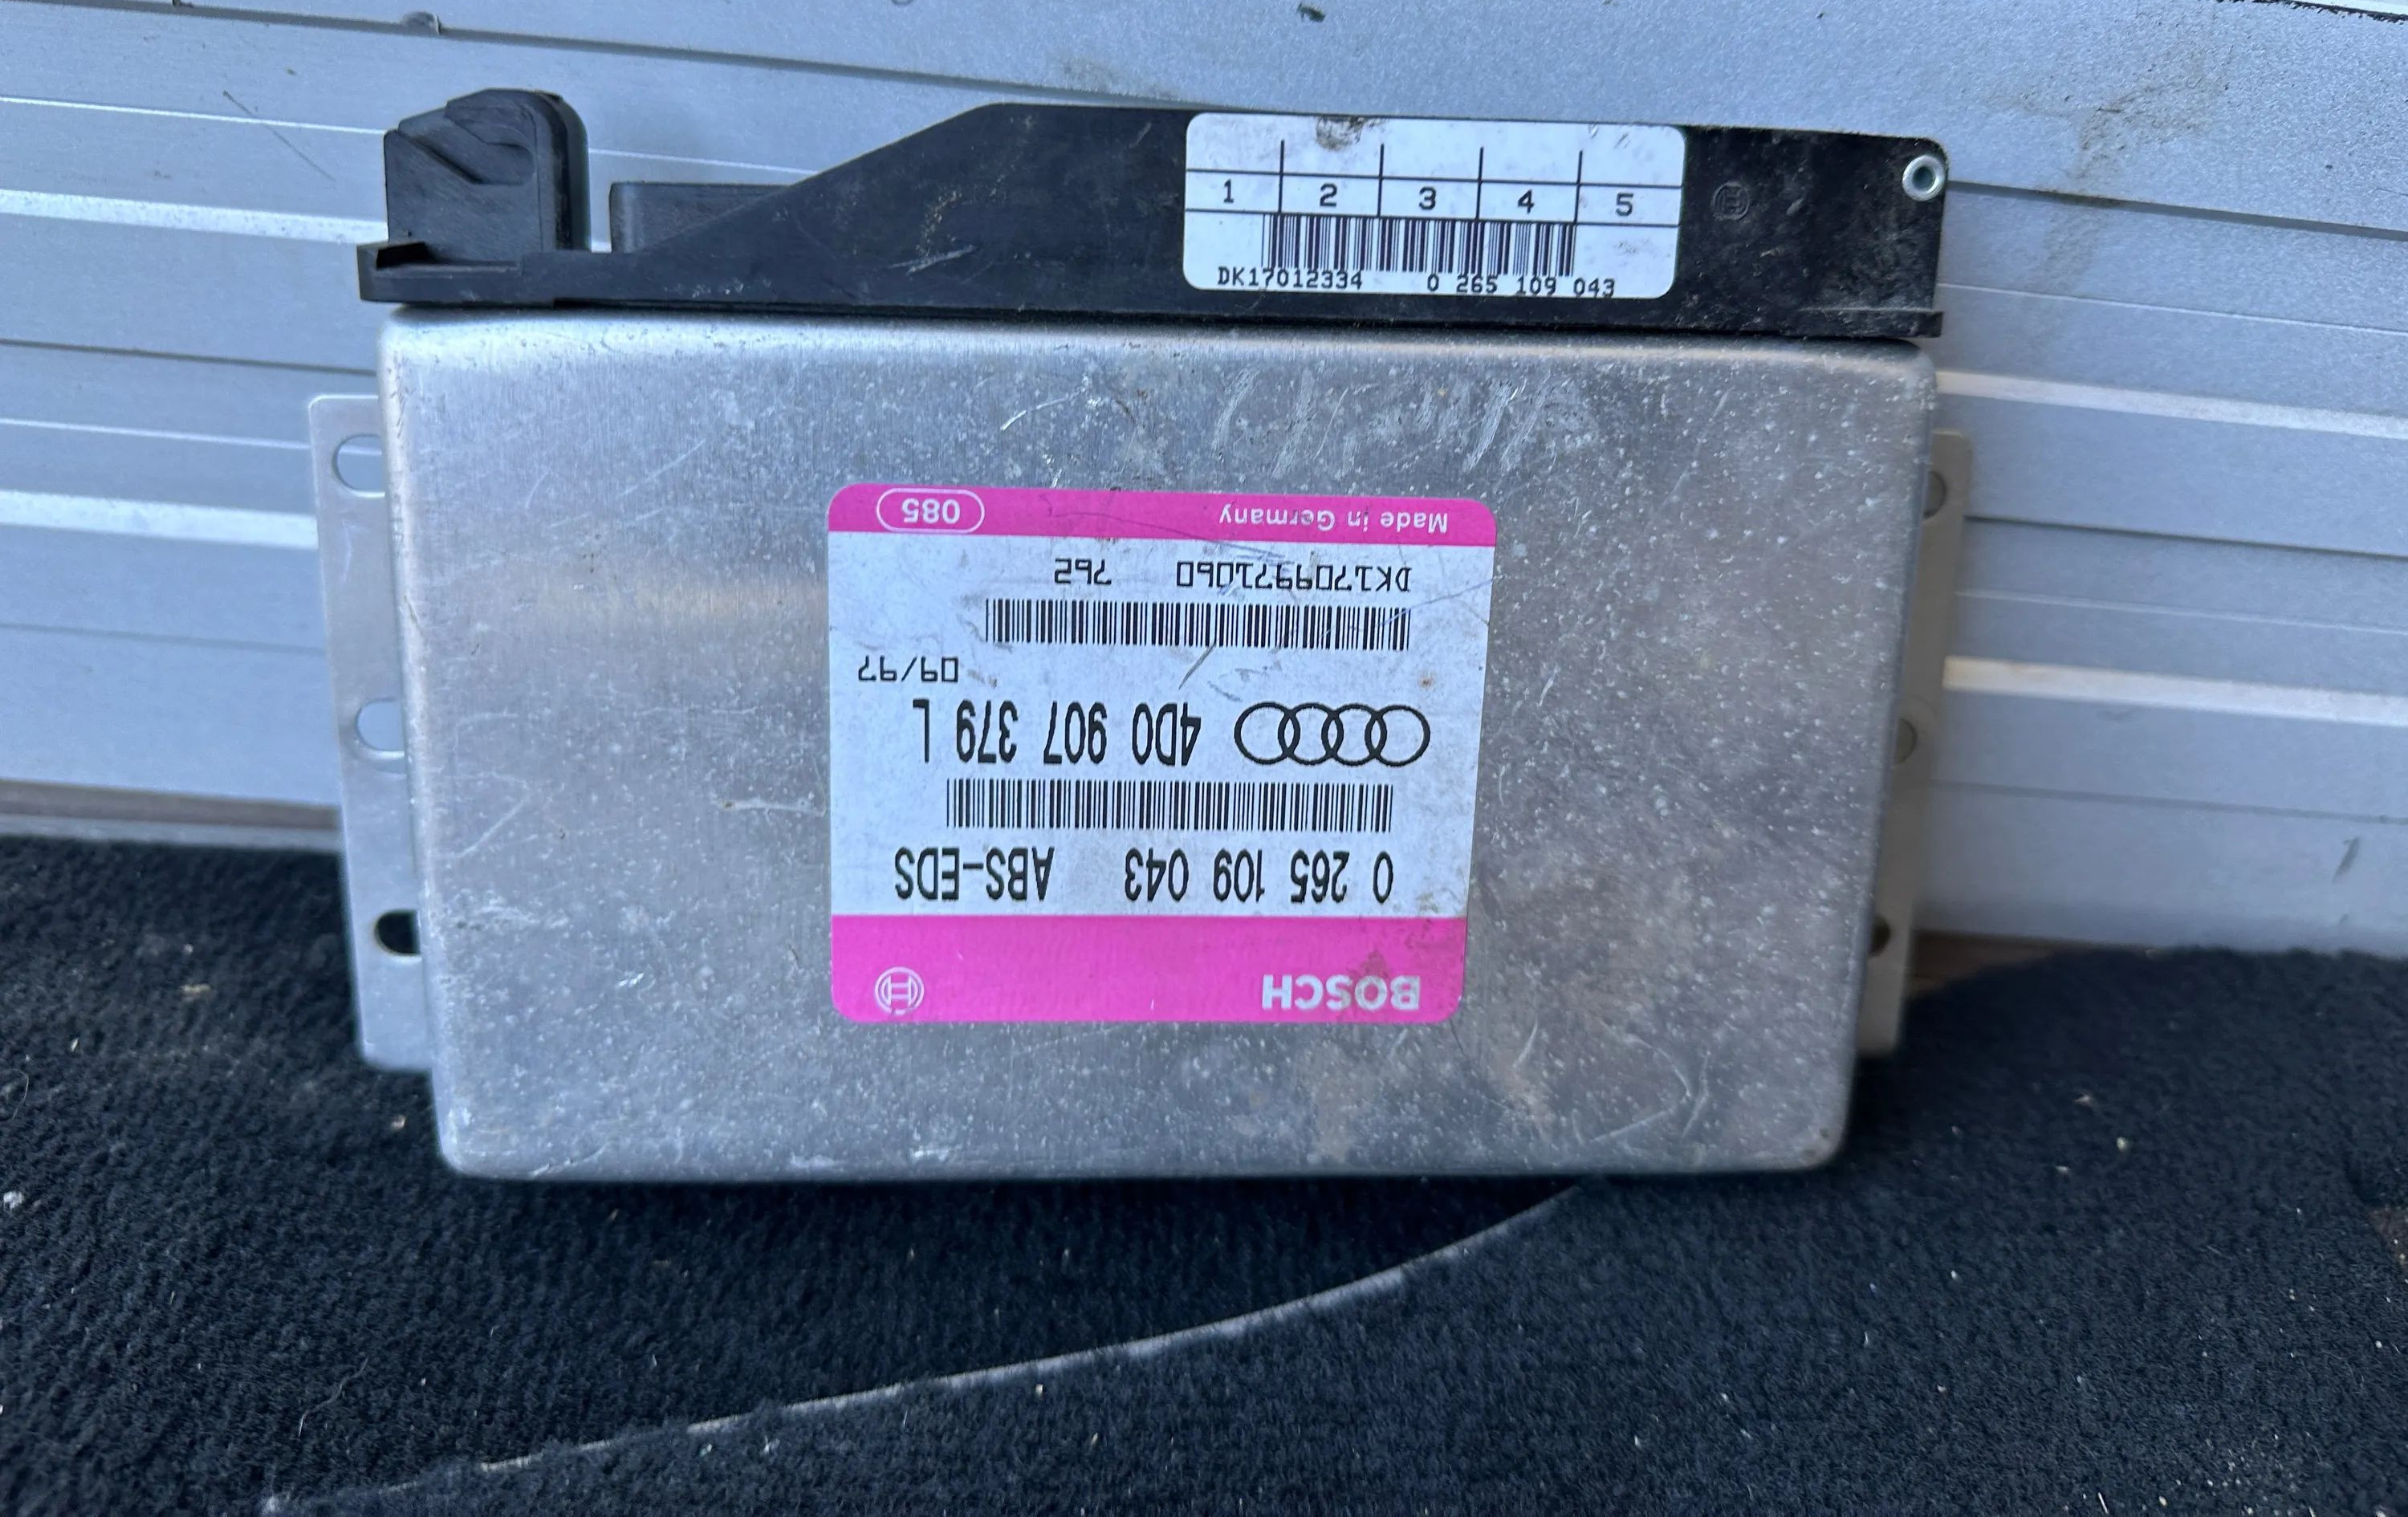 1 2 3 4 5
DK17012334 0 265 109 043
BOSCH
0 265 109 043 ABS-EDS
4D0 907 379 L
09/97
DK1709971060 762
Made in Germany 085